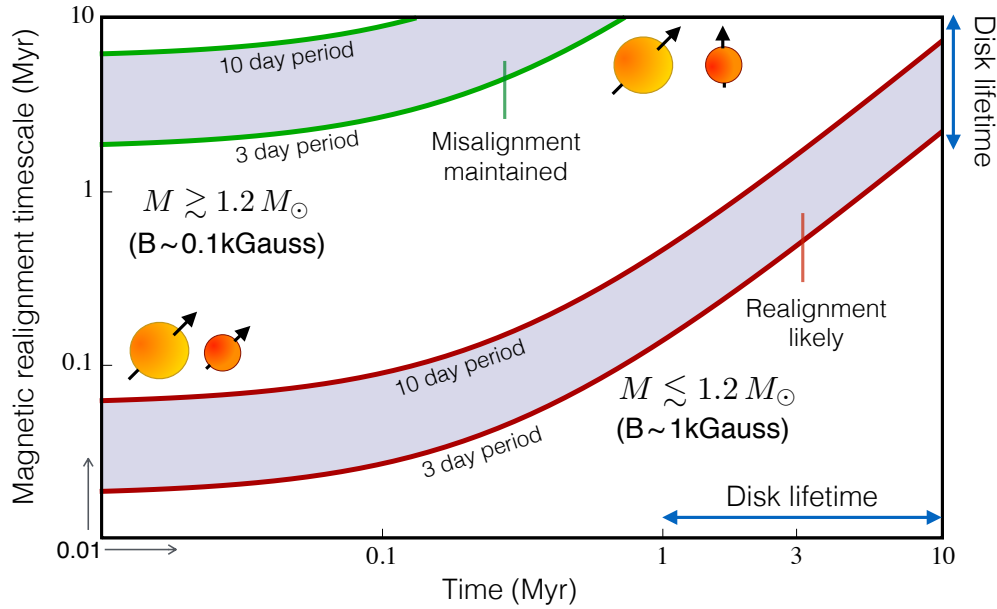 Magnetic realignment timescale (Myr)
10
1
0.1
0.01
10 day period
3 day period
Misalignment
maintained
M ≳ 1.2 M⊙
(B~0.1kGauss)
Disk lifetime
Realignment
likely
10 day period
3 day period
M ≲ 1.2 M⊙
(B~1kGauss)
Disk lifetime
0.1
1
3
10
Time (Myr)